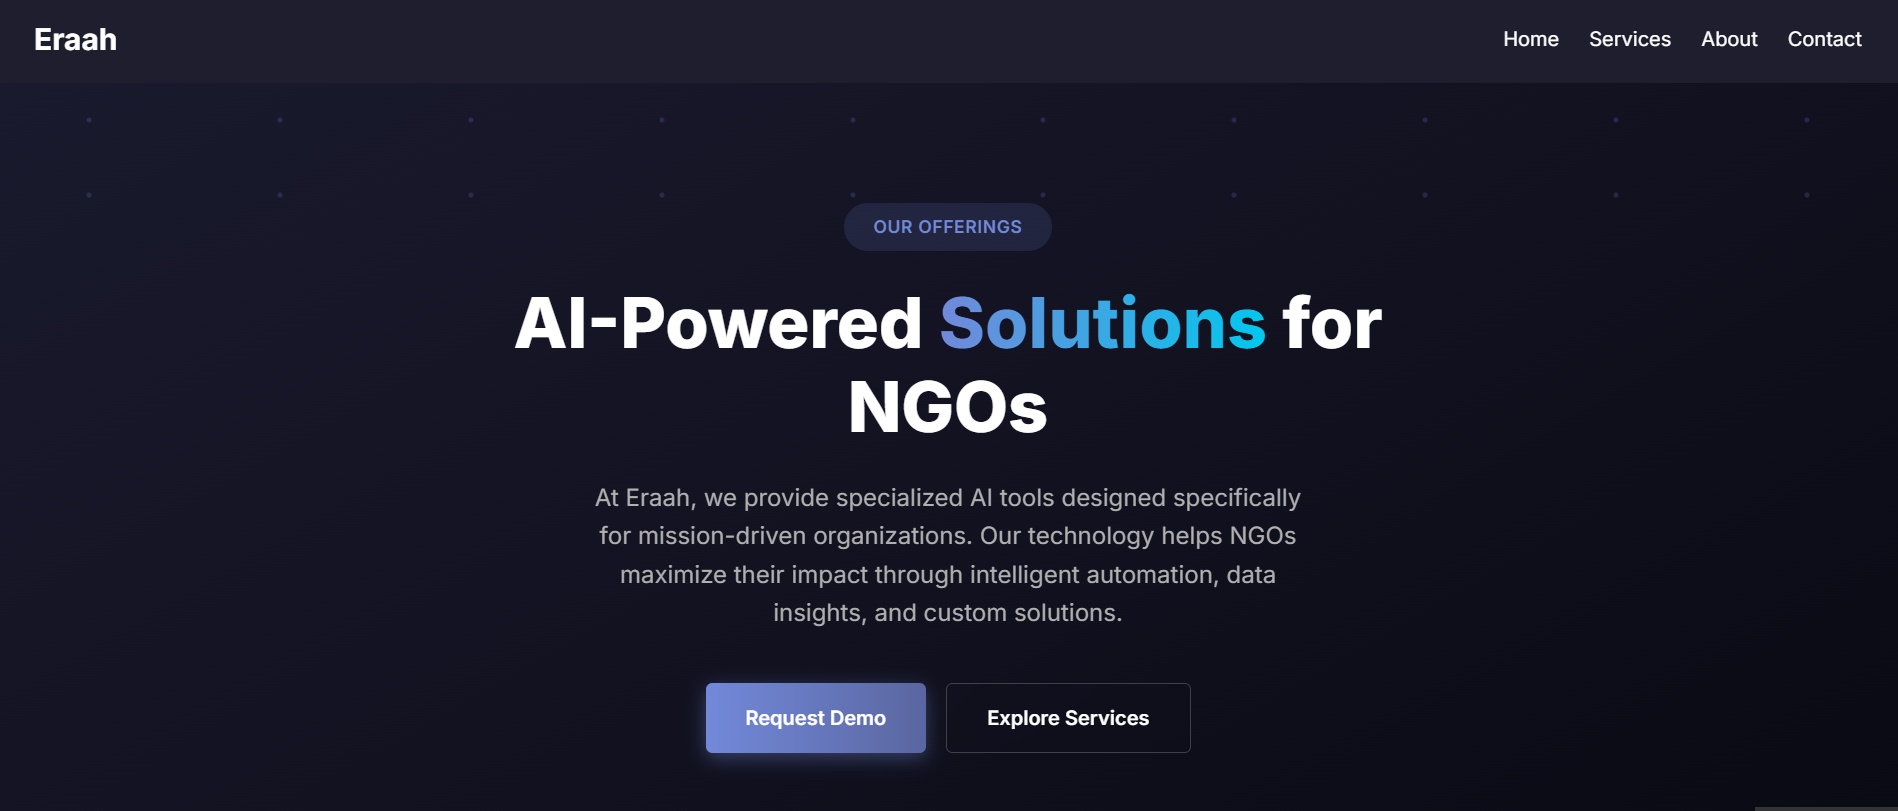 Eraah
Home Services About Contact
OUR OFFERINGS
AI-Powered Solutions for
NGOs
At Eraah, we provide specialized AI tools designed specifically
for mission-driven organizations. Our technology helps NGOs
maximize their impact through intelligent automation, data
insights, and custom solutions.
Request Demo
Explore Services